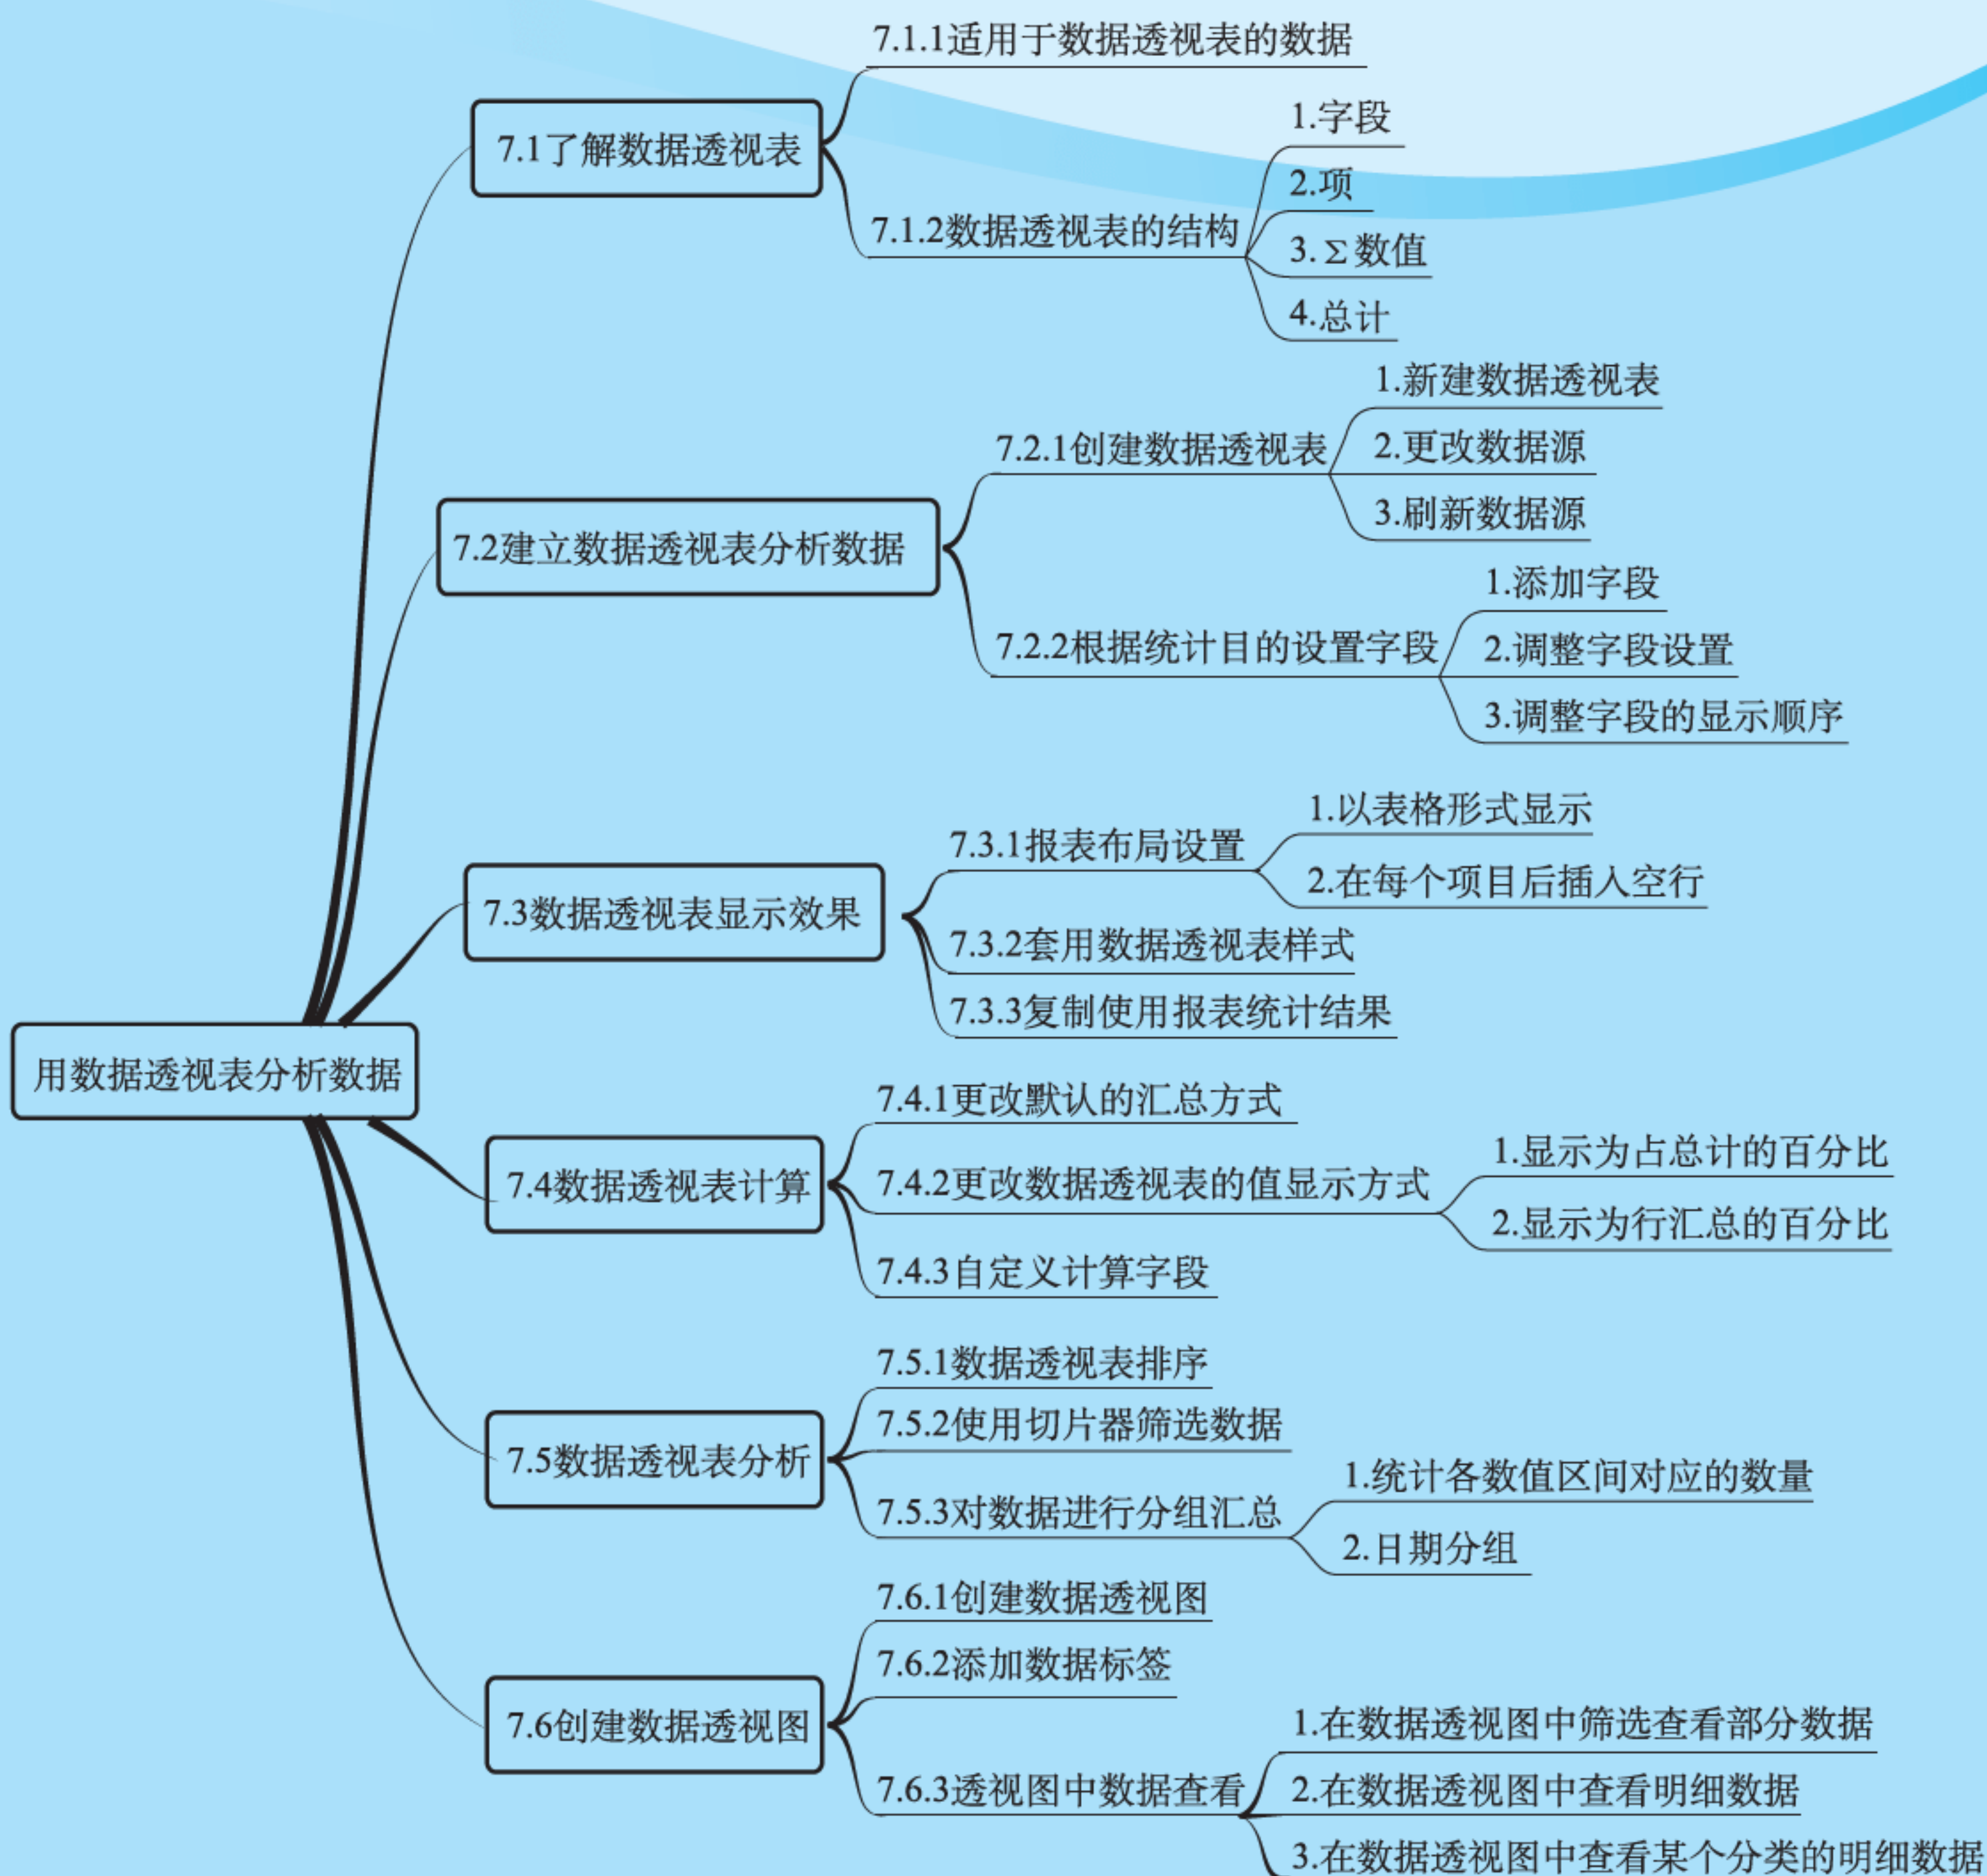 用数据透视表分析数据
7.1了解数据透视表
7.1.1适用于数据透视表的数据
7.1.2数据透视表的结构
1.字段
2.项
3.Σ数值
4.总计
7.2建立数据透视表分析数据
7.2.1创建数据透视表
1.新建数据透视表
2.更改数据源
3.刷新数据源
7.2.2根据统计目的设置字段
1.添加字段
2.调整字段设置
3.调整字段的显示顺序
7.3数据透视表显示效果
7.3.1报表布局设置
1.以表格形式显示
2.在每个项目后插入空行
7.3.2套用数据透视表样式
7.3.3复制使用报表统计结果
7.4数据透视表计算
7.4.1更改默认的汇总方式
7.4.2更改数据透视表的值显示方式
1.显示为占总计的百分比
2.显示为行汇总的百分比
7.4.3自定义计算字段
7.5数据透视表分析
7.5.1数据透视表排序
7.5.2使用切片器筛选数据
7.5.3对数据进行分组汇总
1.统计各数值区间对应的数量
2.日期分组
7.6创建数据透视图
7.6.1创建数据透视图
7.6.2添加数据标签
7.6.3透视图中数据查看
1.在数据透视图中筛选查看部分数据
2.在数据透视图中查看明细数据
3.在数据透视图中查看某个分类的明细数据